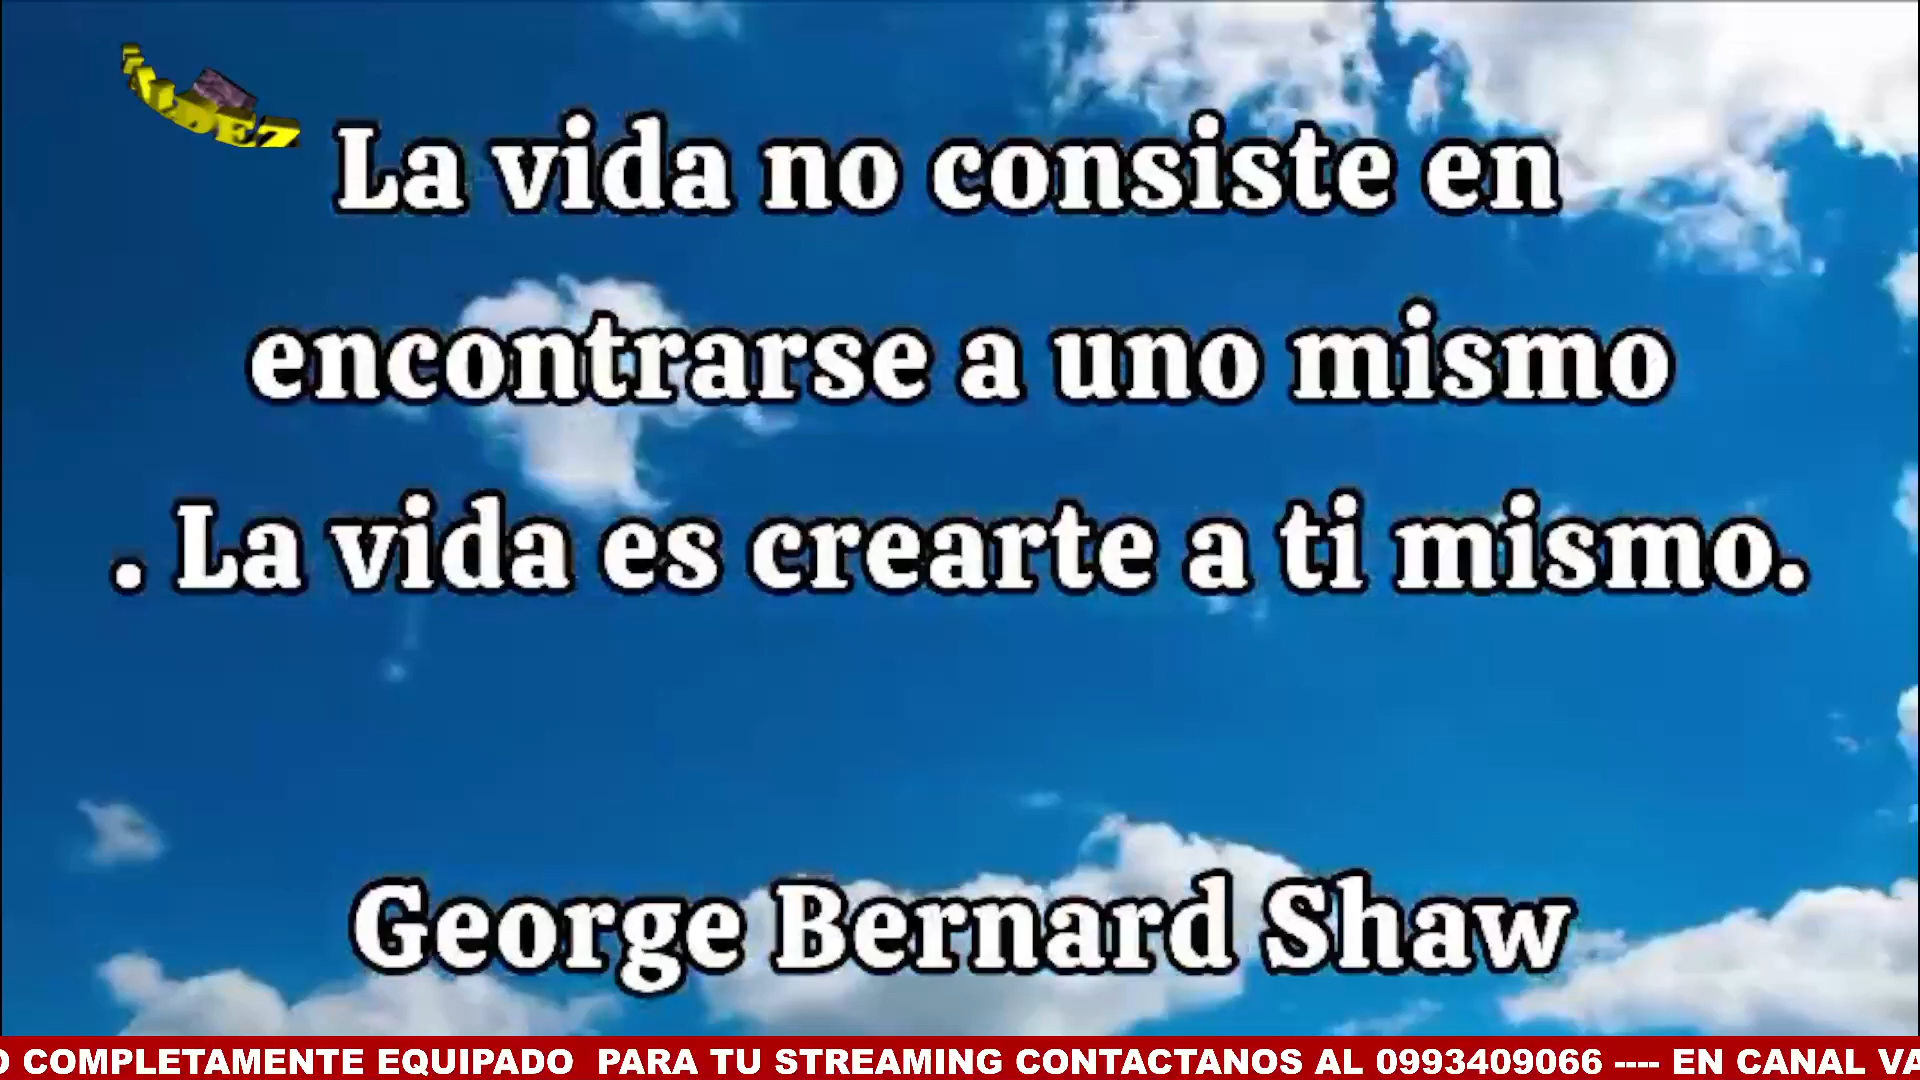 La vida no consiste en
encontrarse a uno mismo
. La vida es crearte a ti mismo.
George Bernard Shaw
COMPLETAMENTE EQUIPADO  PARA TU STREAMING CONTACTANOS AL 0993409066 ---- EN CANAL